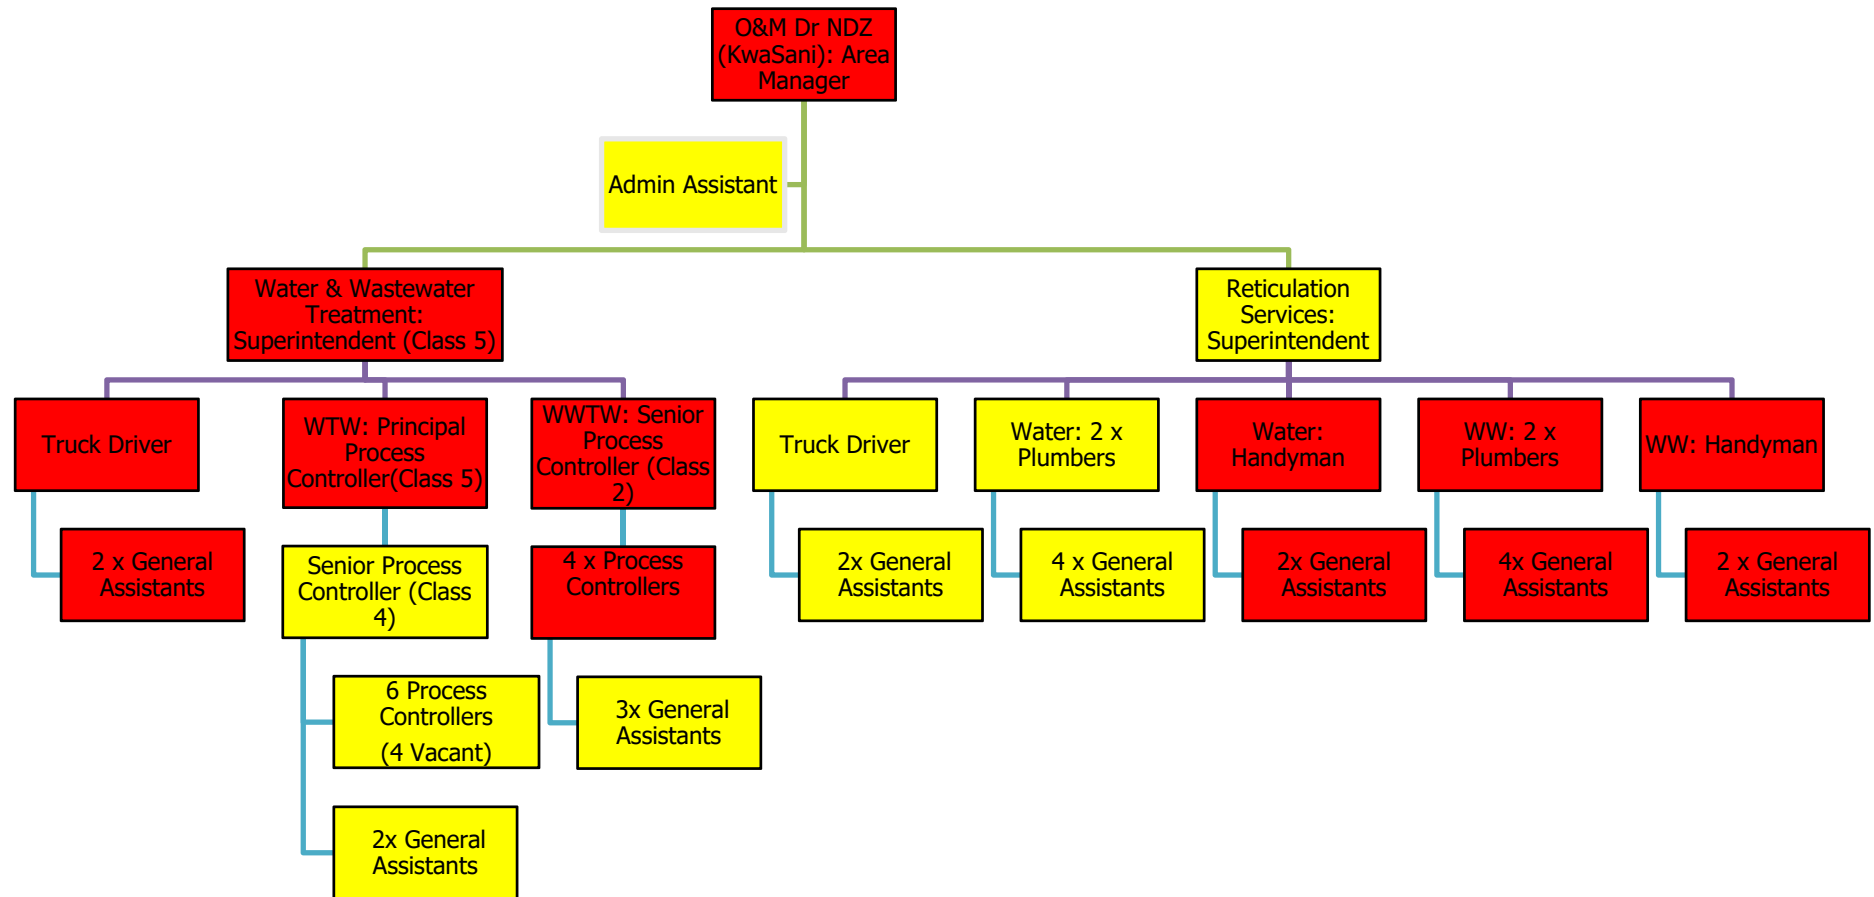 O&M Dr NDZ
(KwaSani): Area
Manager
Admin Assistant
Water & Wastewater
Treatment:
Superintendent (Class 5)
Reticulation
Services:
Superintendent
Truck Driver
WTW: Principal
Process
Controller(Class 5)
WWTW: Senior
Process
Controller (Class
2)
Truck Driver
Water: 2 x
Plumbers
Water:
Handyman
WW: 2 x
Plumbers
WW: Handyman
2 x General
Assistants
Senior Process
Controller (Class
4)
4 x Process
Controllers
2x General
Assistants
4 x General
Assistants
2x General
Assistants
4x General
Assistants
2 x General
Assistants
6 Process
Controllers
(4 Vacant)
3x General
Assistants
2x General
Assistants